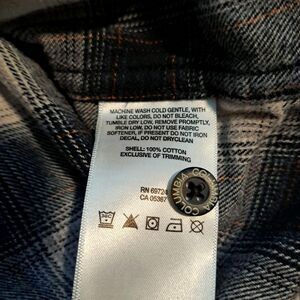 MACHINE WASH COLD GENTLE, WITH
LIKE COLORS, DO NOT BLEACH,
TUMBLE DRY LOW, REMOVE PROMPTLY,
IRON LOW, DO NOT USE FABRIC
SOFTENER, IF PRESENT DO NOT IRON
DECAL, DO NOT DRYCLEAN
SHELL: 100% COTTON
EXCLUSIVE OF TRIMMING
RN 69724
CA 05367
COLUMBIA COLUMBIA